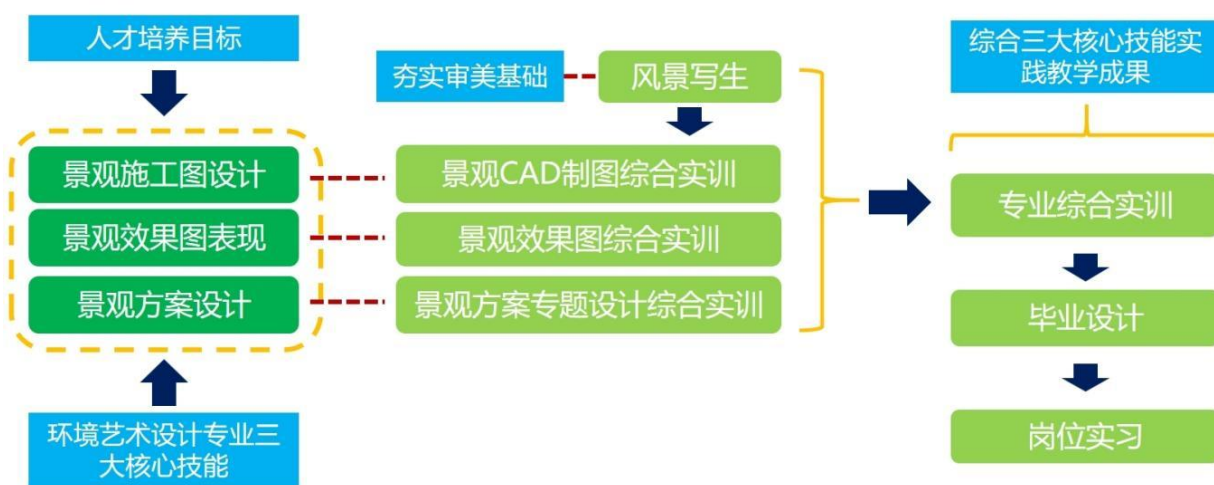 人才培养目标
景观施工图设计
景观效果图表现
景观方案设计
环境艺术设计专业三
大核心技能
夯实审美基础
风景写生
景观CAD制图综合实训
景观效果图综合实训
景观方案专题设计综合实训
综合三大核心技能实
践教学成果
专业综合实训
毕业设计
岗位实习